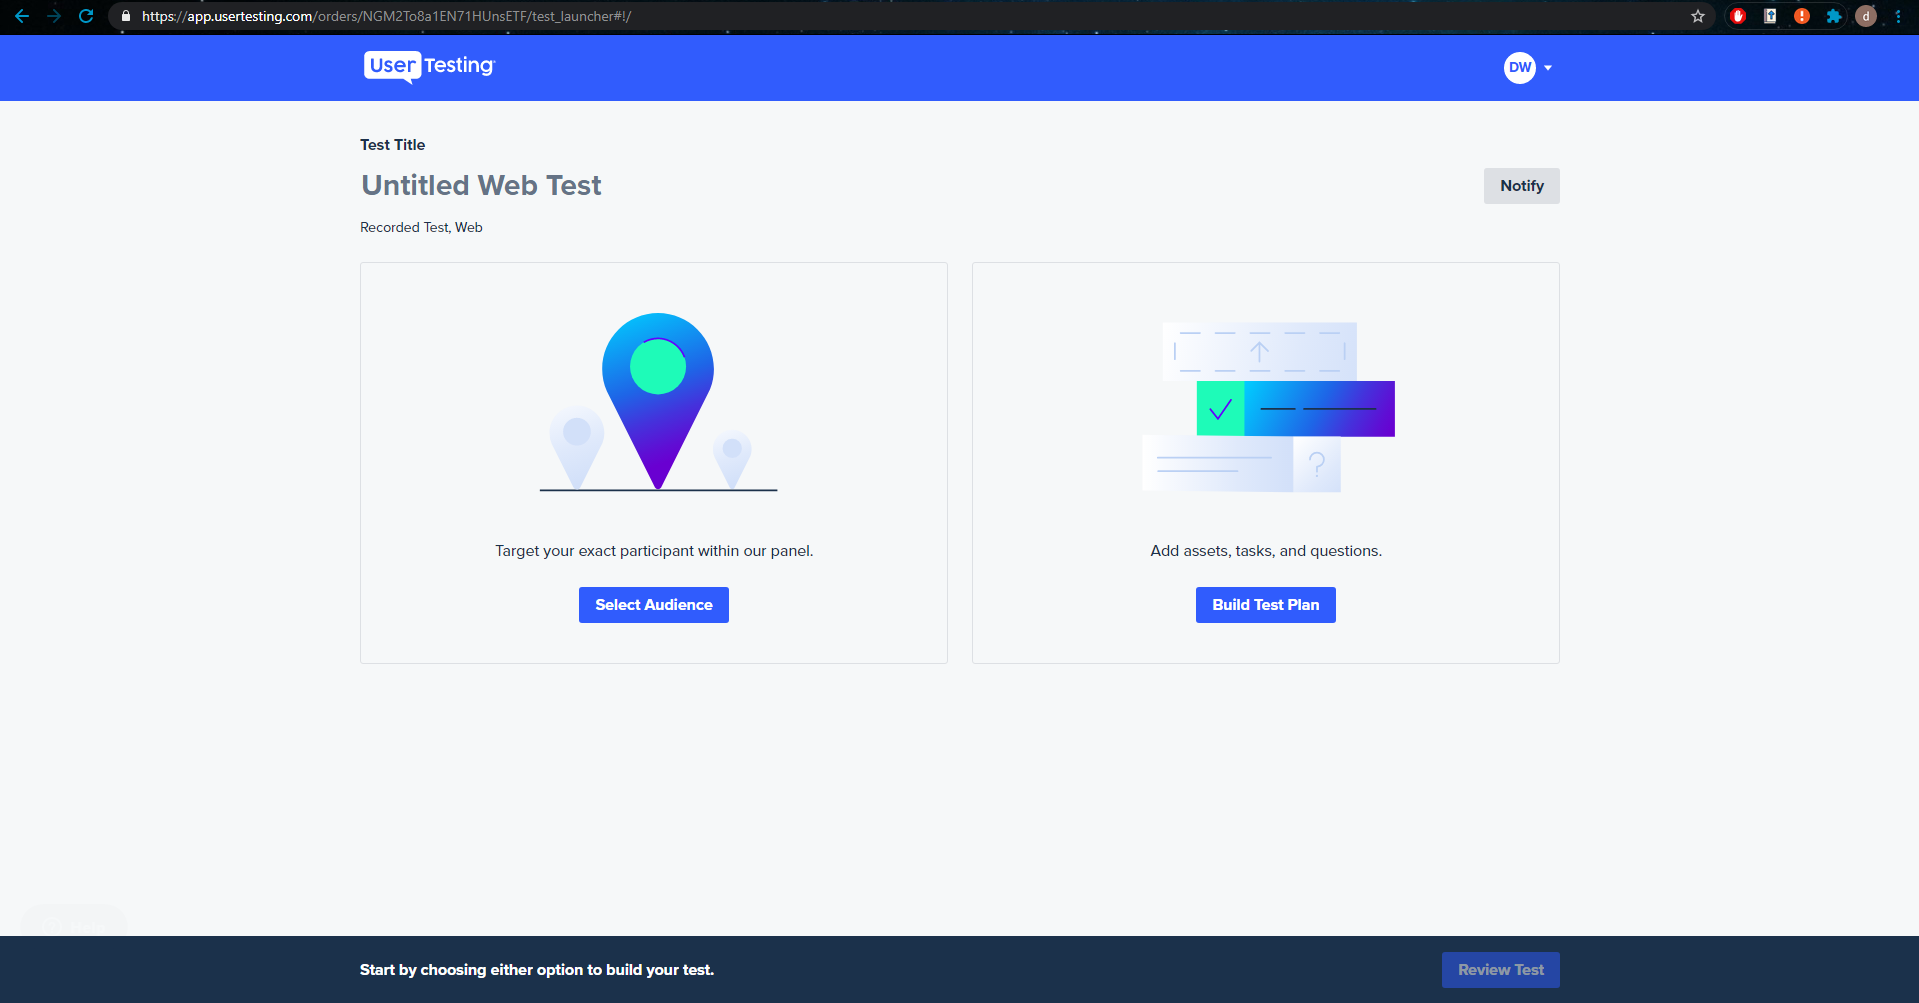 https://app.usertesting.com/orders/NGM2To8a1EN71HUnsETF/test_launcher#!/
d
User Testing
DW
Test Title
Untitled Web Test
Notify
Recorded Test, Web
?
Target your exact participant within our panel.
Add assets, tasks, and questions.
Select Audience
Build Test Plan
Start by choosing either option to build your test.
Review Test